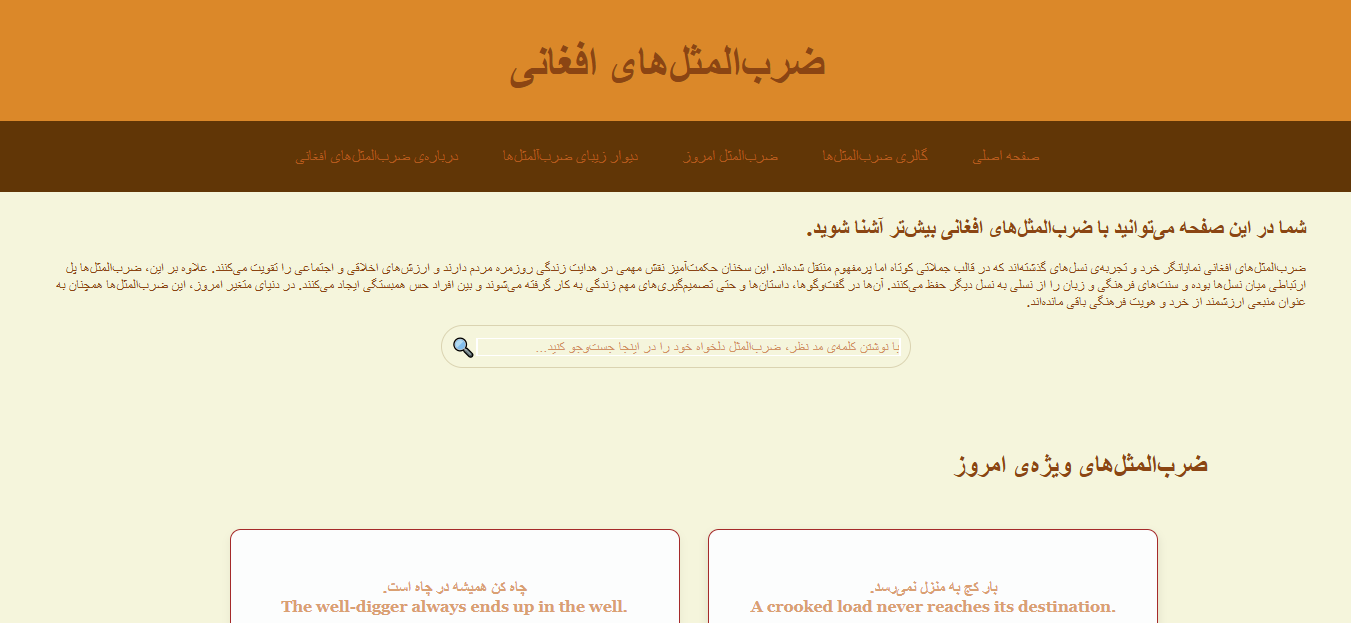 ضرب‌المثل‌های افغانی
صفحه اصلی
گالری ضرب‌المثل‌ها
ضرب‌المثل امروز
دیوار زیبای ضرب‌اَلمثل‌ها
درباره‌ی ضرب‌المثل‌های افغانی
شما در این صفحه می‌توانید با ضرب‌المثل‌های افغانی بیش‌تر آشنا شوید.
ضرب‌المثل‌های افغانی نمایانگر خرد و تجربه‌ی نسل‌های گذشته‌اند که در قالب جملاتی کوتاه اما پرمفهوم منتقل شده‌اند. این سخنان حکمت‌آمیز نقش مهمی در هدایت زندگی روزمره مردم دارند و ارزش‌های اخلاقی و اجتماعی را تقویت می‌کنند. علاوه بر این، ضرب‌المثل‌ها پل
ارتباطی میان نسل‌ها بوده و سنت‌های فرهنگی و زبان را از نسلی به نسل دیگر حفظ می‌کنند. آن‌ها در گفت‌وگوها، داستان‌ها و حتی تصمیم‌گیری‌های مهم زندگی به کار گرفته می‌شوند و بین افراد حس همبستگی ایجاد می‌کنند. در دنیای متغیر امروز، این ضرب‌المثل‌ها همچنان به
عنوان منبعی ارزشمند از خرد و هویت فرهنگی باقی مانده‌اند.
با نوشتن کلمه‌ی مد نظر، ضرب‌المثل دلخواه خود را در اینجا جست‌وجو کنید...
ضرب‌المثل‌های ویژه‌ی امروز
بار کج به منزل نمی‌رسد.
A crooked load never reaches its destination.
چاه کن همیشه در چاه است.
The well-digger always ends up in the well.